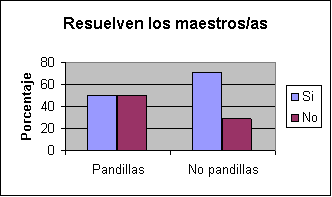 Resuelven los maestros/as
Porcentaje
80
60
40
20
0
Pandillas No pandillas
Si
No